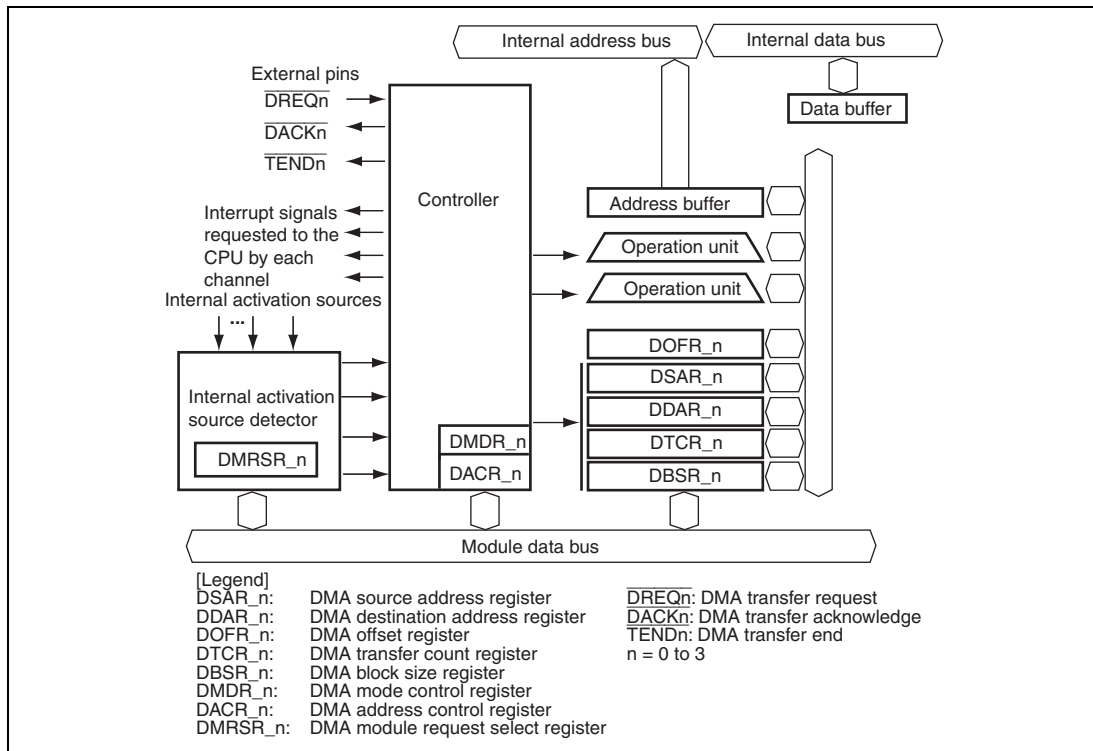 Internal address bus
Internal data bus
External pins
DREQn
DACKn
TENDn
Data buffer
Controller
Address buffer
Interrupt signals
requested to the
CPU by each
channel
Operation unit
Operation unit
Internal activation sources
...
DOFR_n
DSAR_n
Internal activation
source detector
DDAR_n
DMRSR_n
DMDR_n
DTCR_n
DACR_n
DBSR_n
Module data bus
[Legend]
DSAR_n: DMA source address register
DDAR_n: DMA destination address register
DOFR_n: DMA offset register
DTCR_n: DMA transfer count register
DBSR_n: DMA block size register
DMDR_n: DMA mode control register
DACR_n: DMA address control register
DMRSR_n: DMA module request select register
DREQn: DMA transfer request
DACKn: DMA transfer acknowledge
TENDn: DMA transfer end
n = 0 to 3